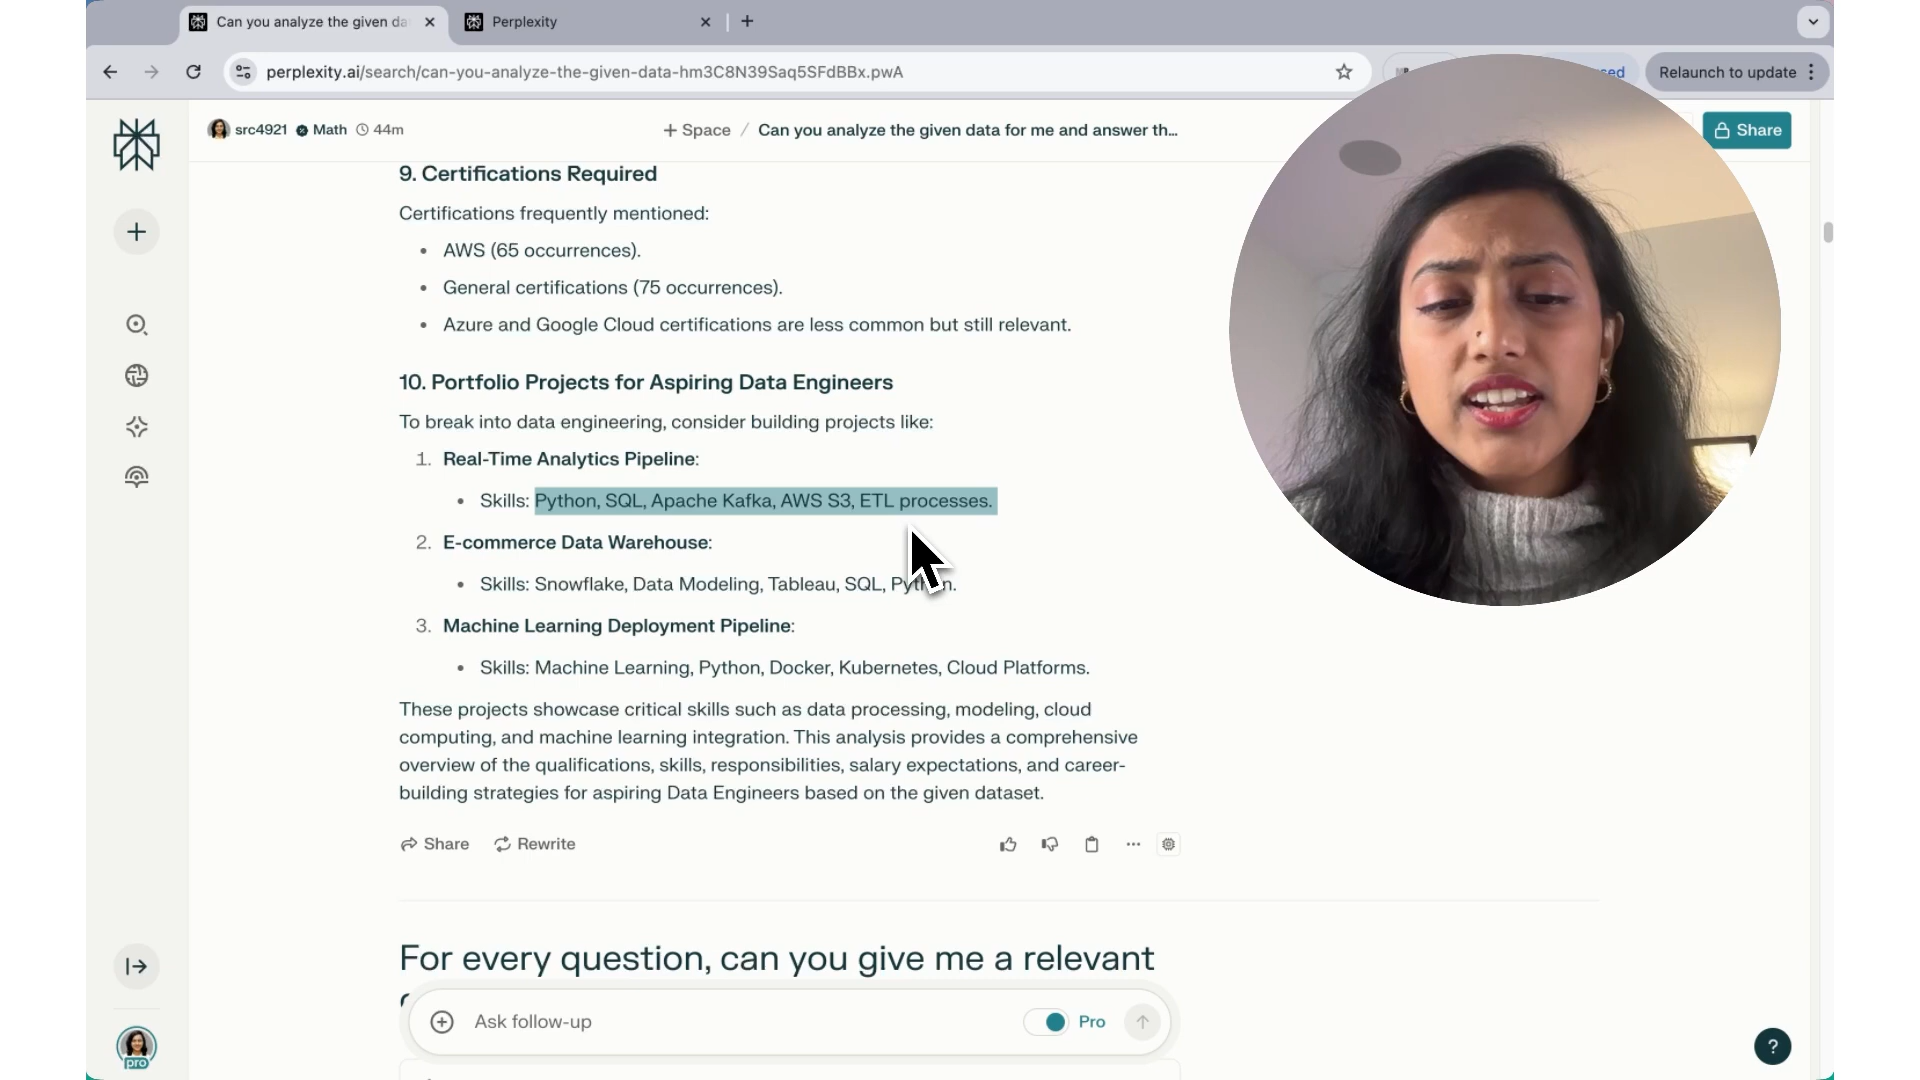 Can you analyze the given da
Perplexity
perplexity.ai/search/can-you-analyze-the-given-data-hm3C8N39Saq5SFdBBx.pwA
Relaunch to update
src4921 Math 44m
+ Space / Can you analyze the given data for me and answer th...
Share
9. Certifications Required
Certifications frequently mentioned:
• AWS (65 occurrences).
• General certifications (75 occurrences).
• Azure and Google Cloud certifications are less common but still relevant.
10. Portfolio Projects for Aspiring Data Engineers
To break into data engineering, consider building projects like:
1. Real-Time Analytics Pipeline:
• Skills: Python, SQL, Apache Kafka, AWS S3, ETL processes.
2. E-commerce Data Warehouse:
• Skills: Snowflake, Data Modeling, Tableau, SQL, Python.
3. Machine Learning Deployment Pipeline:
• Skills: Machine Learning, Python, Docker, Kubernetes, Cloud Platforms.
These projects showcase critical skills such as data processing, modeling, cloud
computing, and machine learning integration. This analysis provides a comprehensive
overview of the qualifications, skills, responsibilities, salary expectations, and career-
building strategies for aspiring Data Engineers based on the given dataset.
Share Rewrite
For every question, can you give me a relevant
Ask follow-up
Pro
pro
?